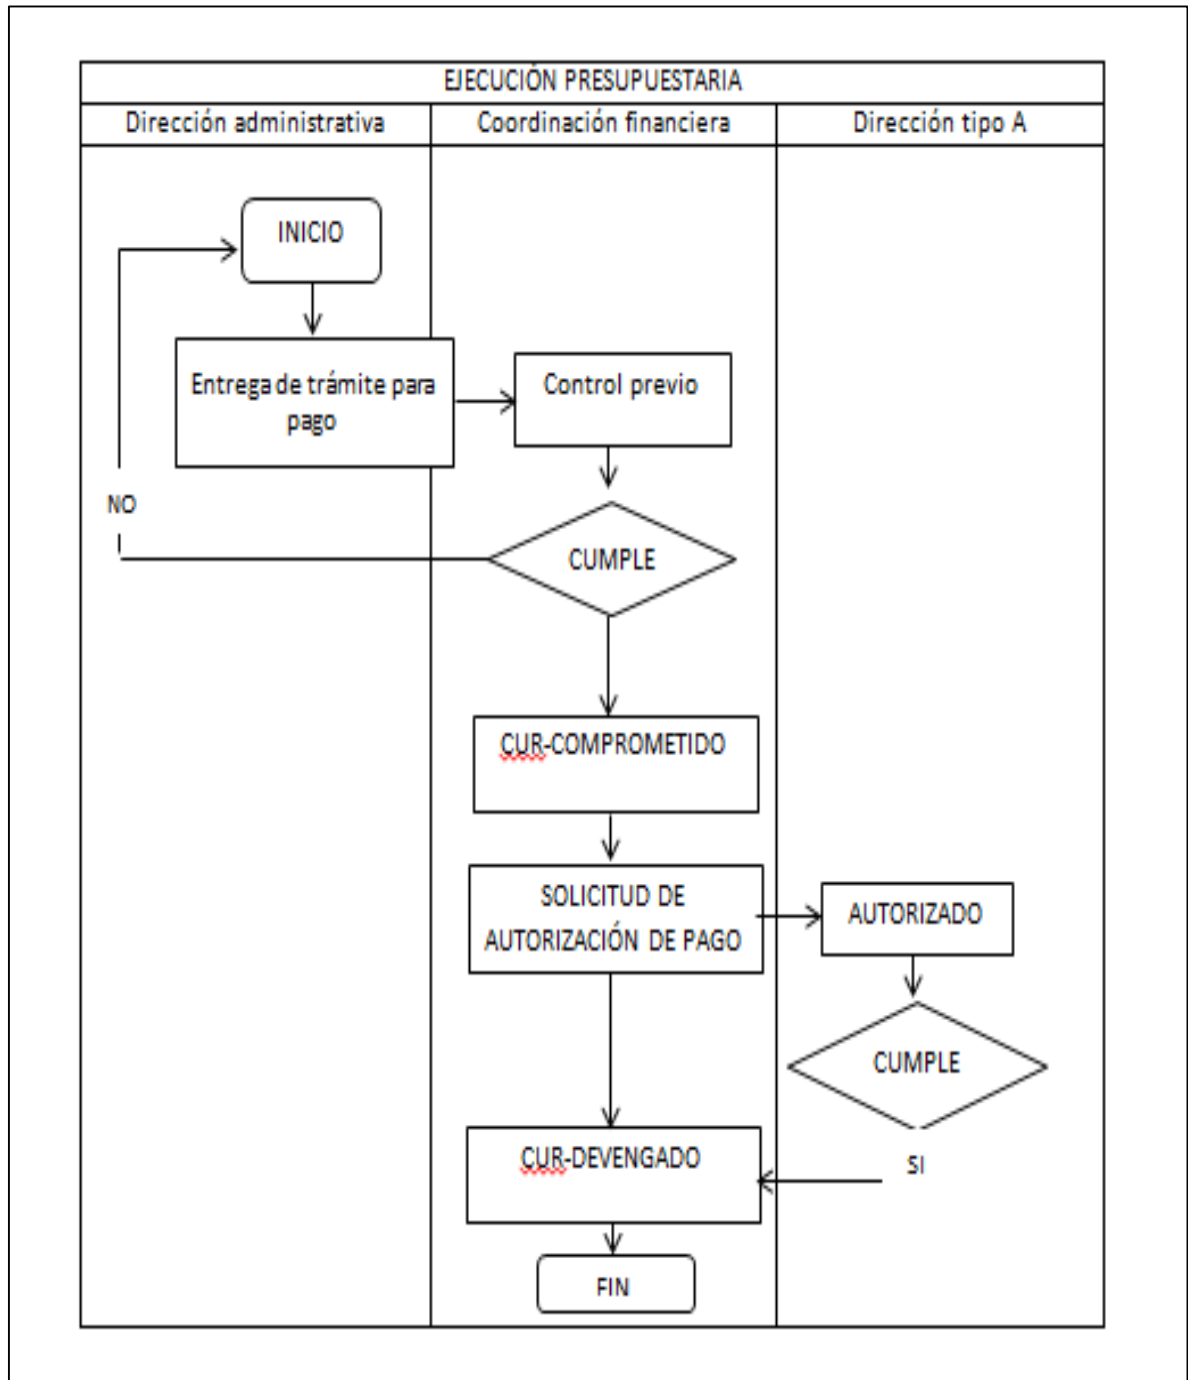 EJECUCIÓN PRESUPUESTARIA
Dirección administrativa
Coordinación financiera
Dirección tipo A
INICIO
Entrega de trámite para
pago
Control previo
NO
CUMPLE
CUR-COMPROMETIDO
SOLICITUD DE
AUTORIZACIÓN DE PAGO
AUTORIZADO
CUMPLE
CUR-DEVENGADO
SI
FIN